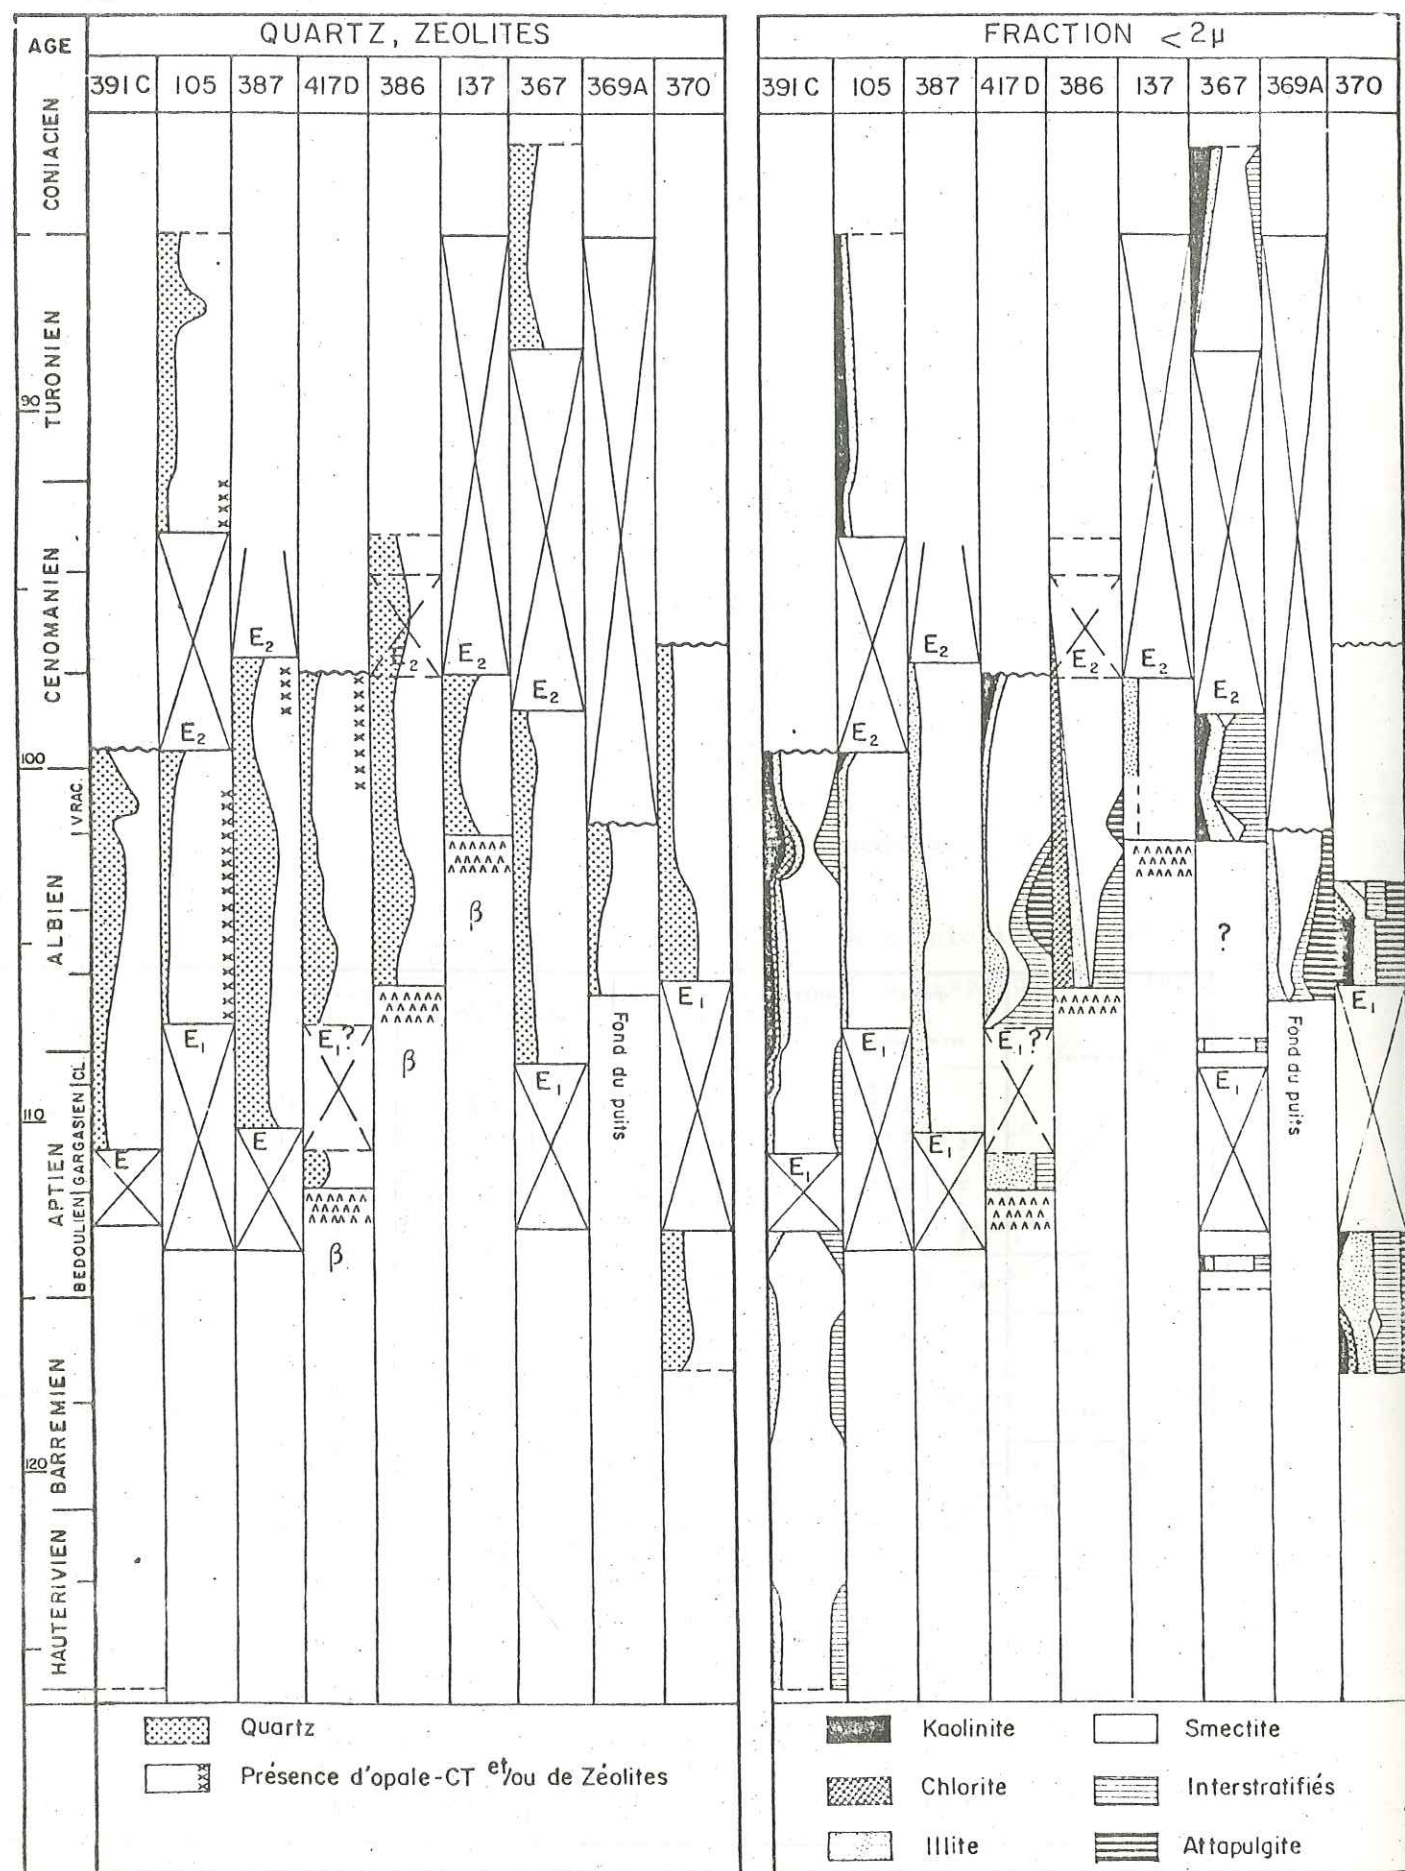 AGE
QUARTZ, ZEOLITES
FRACTION < 2µ
391 C 105 387 417D 386 137 367 369A 370
391 C 105 387 417 D 386 137 367 369A 370
CONIACIEN
TURONIEN
90
CENOMANIEN
E2 E2 E2 E2 E2
E2 E2 E2 E2 E2
100
VRAC.
ALBIEN
β
?
E1 E1? E1 E1
E1 E1? E1 E1
β
Fond du puits
Fond du puits
CL
GARGASIEN
110
E E
E1 E1
APTIEN
BEDOULIEN
β
BARREMIEN
120
HAUTERIVIEN
Quartz
Présence d'opale-CT et/ou de Zéolites
Kaolinite
Smectite
Chlorite
Interstratifiés
Illite
Attapulgite